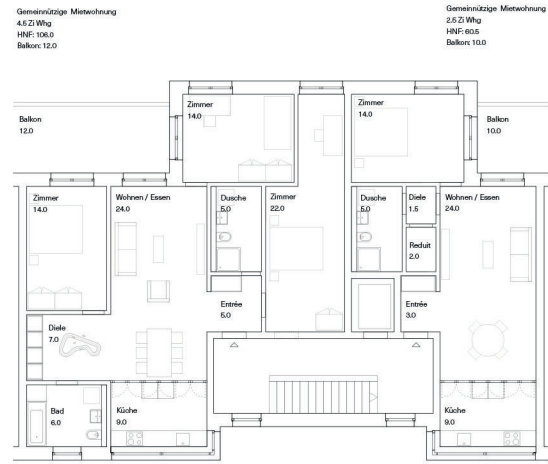 Gemeinnützige Mietwohnung
4.5 Zi Whg
HNF: 106.0
Balkon: 12.0
Gemeinnützige Mietwohnung
2.5 Zi Whg
HNF: 60.5
Balkon: 10.0
Balkon
12.0
Zimmer
14.0
Zimmer
14.0
Balkon
10.0
Zimmer
14.0
Wohnen / Essen
24.0
Dusche
5.0
Zimmer
22.0
Dusche
5.0
Diele
1.5
Wohnen / Essen
24.0
Reduit
2.0
Entrée
5.0
Entrée
3.0
Diele
7.0
Bad
6.0
Küche
9.0
Küche
9.0